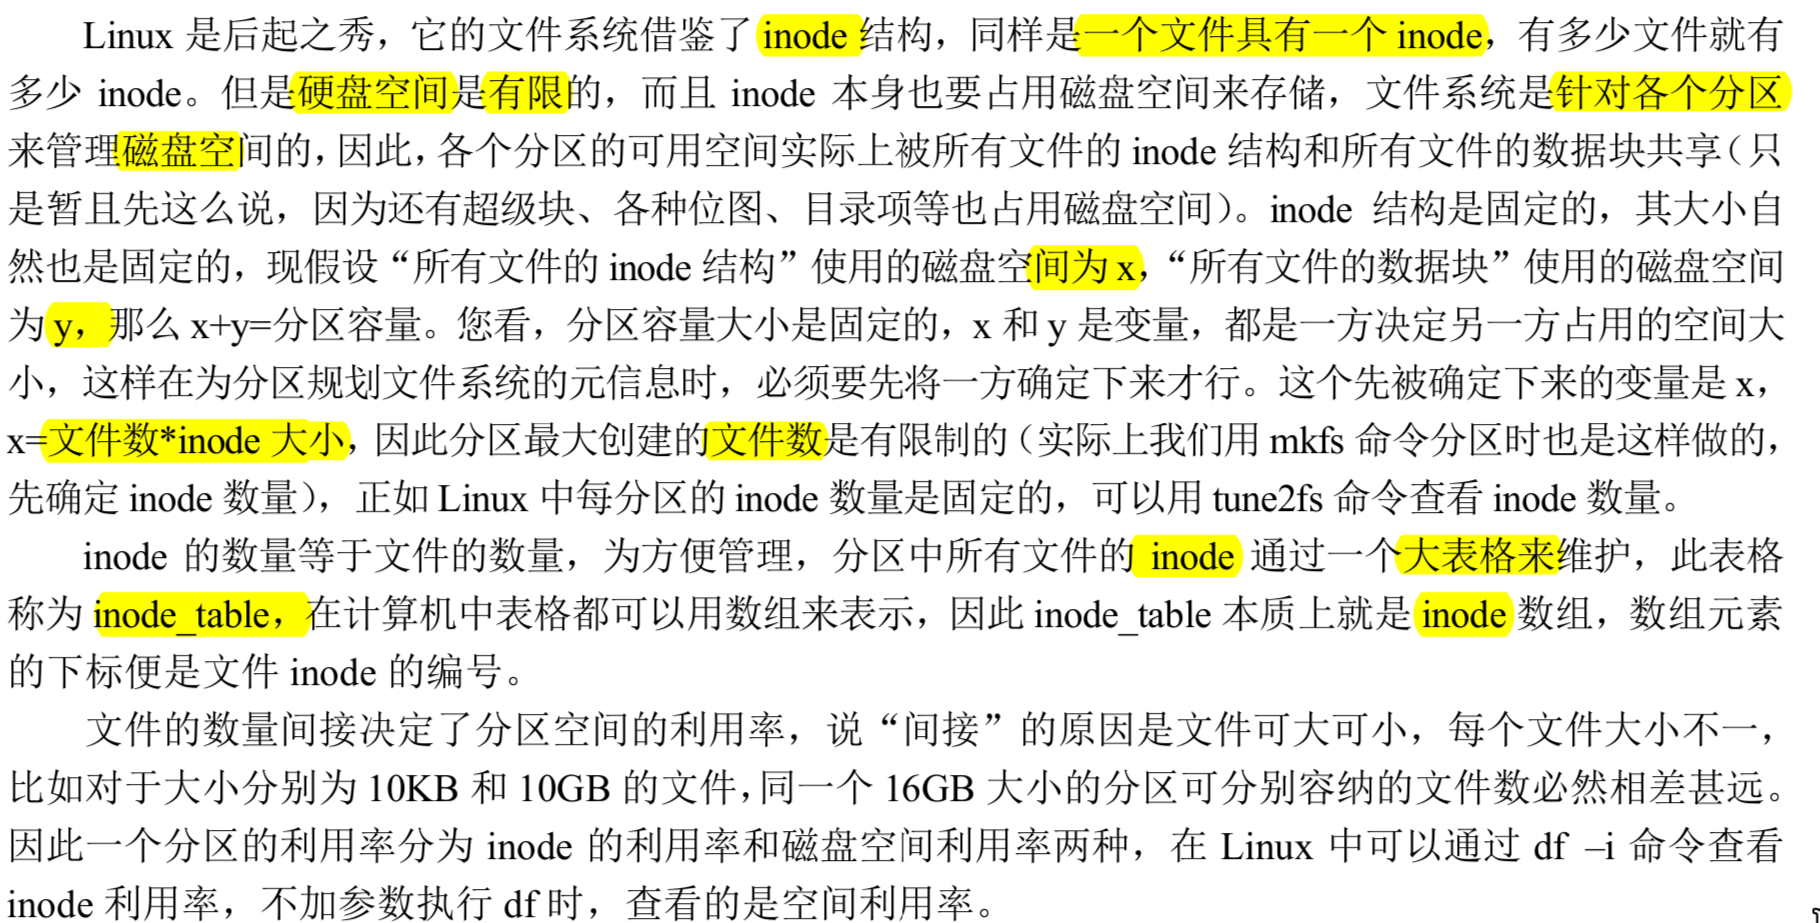 Linux 是后起之秀，它的文件系统借鉴了 inode 结构，同样是一个文件具有一个 inode，有多少文件就有
多少 inode。但是硬盘空间是有限的，而且 inode 本身也要占用磁盘空间来存储，文件系统是针对各个分区
来管理磁盘空间的，因此，各个分区的可用空间实际上被所有文件的 inode 结构和所有文件的数据块共享（只
是暂且先这么说，因为还有超级块、各种位图、目录项等也占用磁盘空间）。inode 结构是固定的，其大小自
然也是固定的，现假设“所有文件的 inode 结构”使用的磁盘空间为 x，“所有文件的数据块”使用的磁盘空间
为 y，那么 x+y=分区容量。您看，分区容量大小是固定的，x 和 y 是变量，都是一方决定另一方占用的空间大
小，这样在为分区规划文件系统的元信息时，必须要先将一方确定下来才行。这个先被确定下来的变量是 x，
x=文件数*inode 大小，因此分区最大创建的文件数是有限制的（实际上我们用 mkfs 命令分区时也是这样做的，
先确定 inode 数量），正如 Linux 中每分区的 inode 数量是固定的，可以用 tune2fs 命令查看 inode 数量。
inode 的数量等于文件的数量，为方便管理，分区中所有文件的 inode 通过一个大表格来维护，此表格
称为 inode_table，在计算机中表格都可以用数组来表示，因此 inode_table 本质上就是 inode 数组，数组元素
的下标便是文件 inode 的编号。
文件的数量间接决定了分区空间的利用率，说“间接”的原因是文件可大可小，每个文件大小不一，
比如对于大小分别为 10KB 和 10GB 的文件，同一个 16GB 大小的分区可分别容纳的文件数必然相差甚远。
因此一个分区的利用率分为 inode 的利用率和磁盘空间利用率两种，在 Linux 中可以通过 df –i 命令查看
inode 利用率，不加参数执行 df 时，查看的是空间利用率。